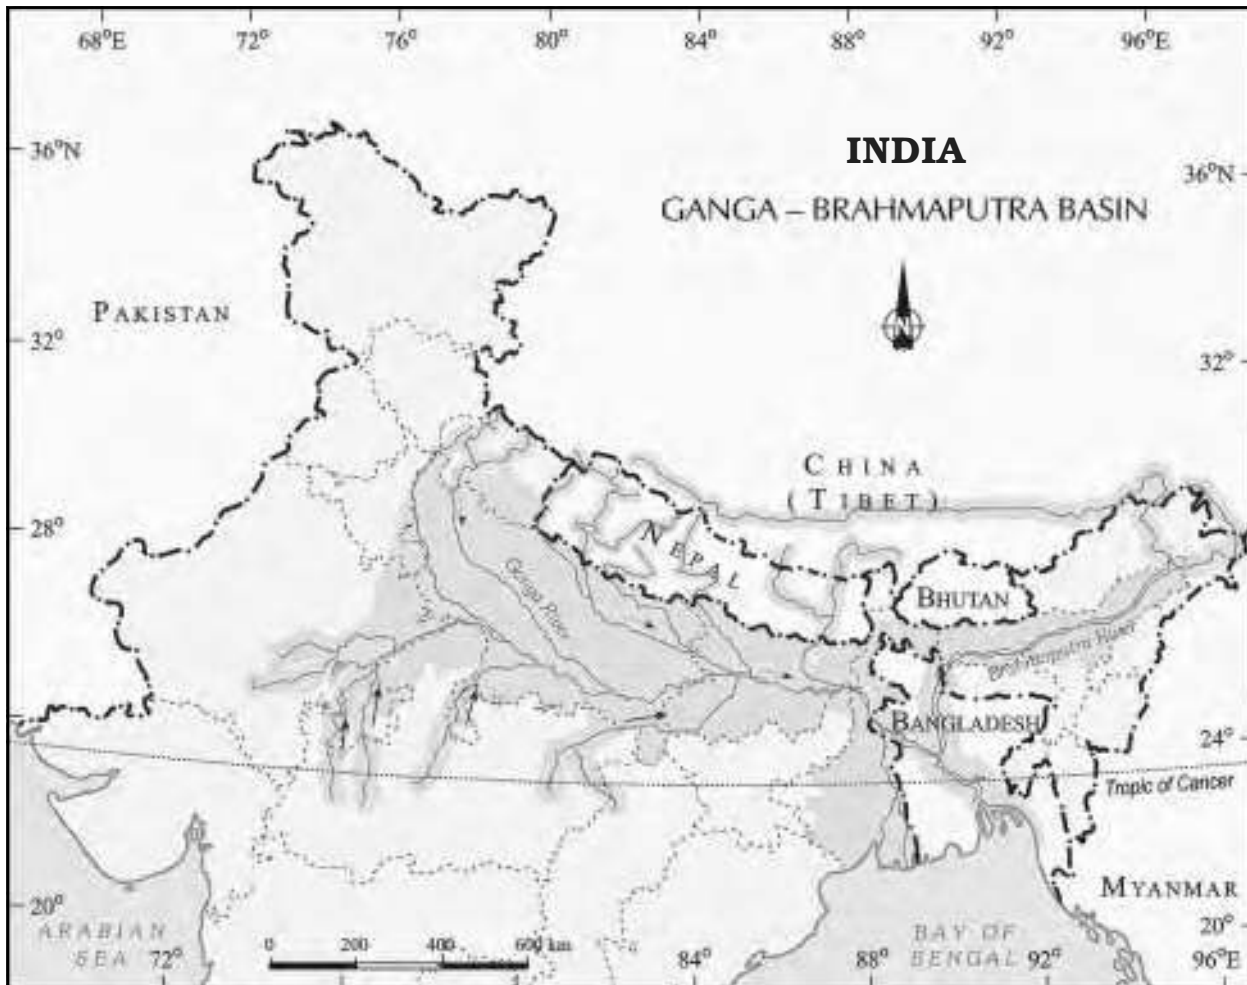 68°E 72° 76° 80° 84° 88° 92° 96°E
36°N
INDIA
36°N
GANGA – BRAHMAPUTRA BASIN
N
PAKISTAN
32°
32°
CHINA
(TIBET)
28°
NEPAL
Ganga River
BHUTAN
Brahmaputra River
BANGLADESH
24°
Tropic of Cancer
MYANMAR
20°
20°
ARABIAN
SEA
72°
0 200 400 600 km
84°
88°
BAY OF
BENGAL
92°
96°E